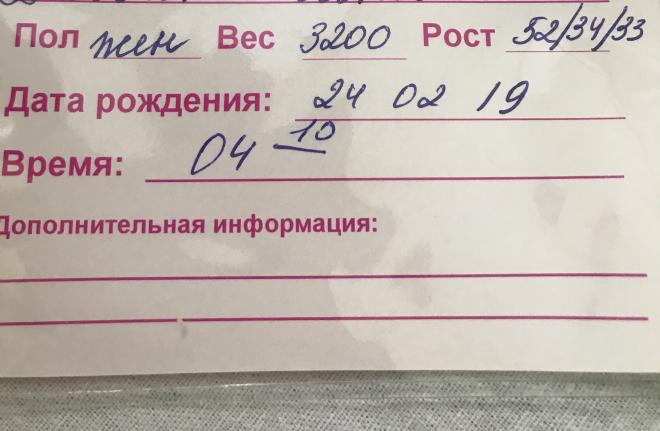 Пол жен Вес 3200 Рост 52/34/33
Дата рождения: 24 02 19
Время: 04 10
Дополнительная информация: